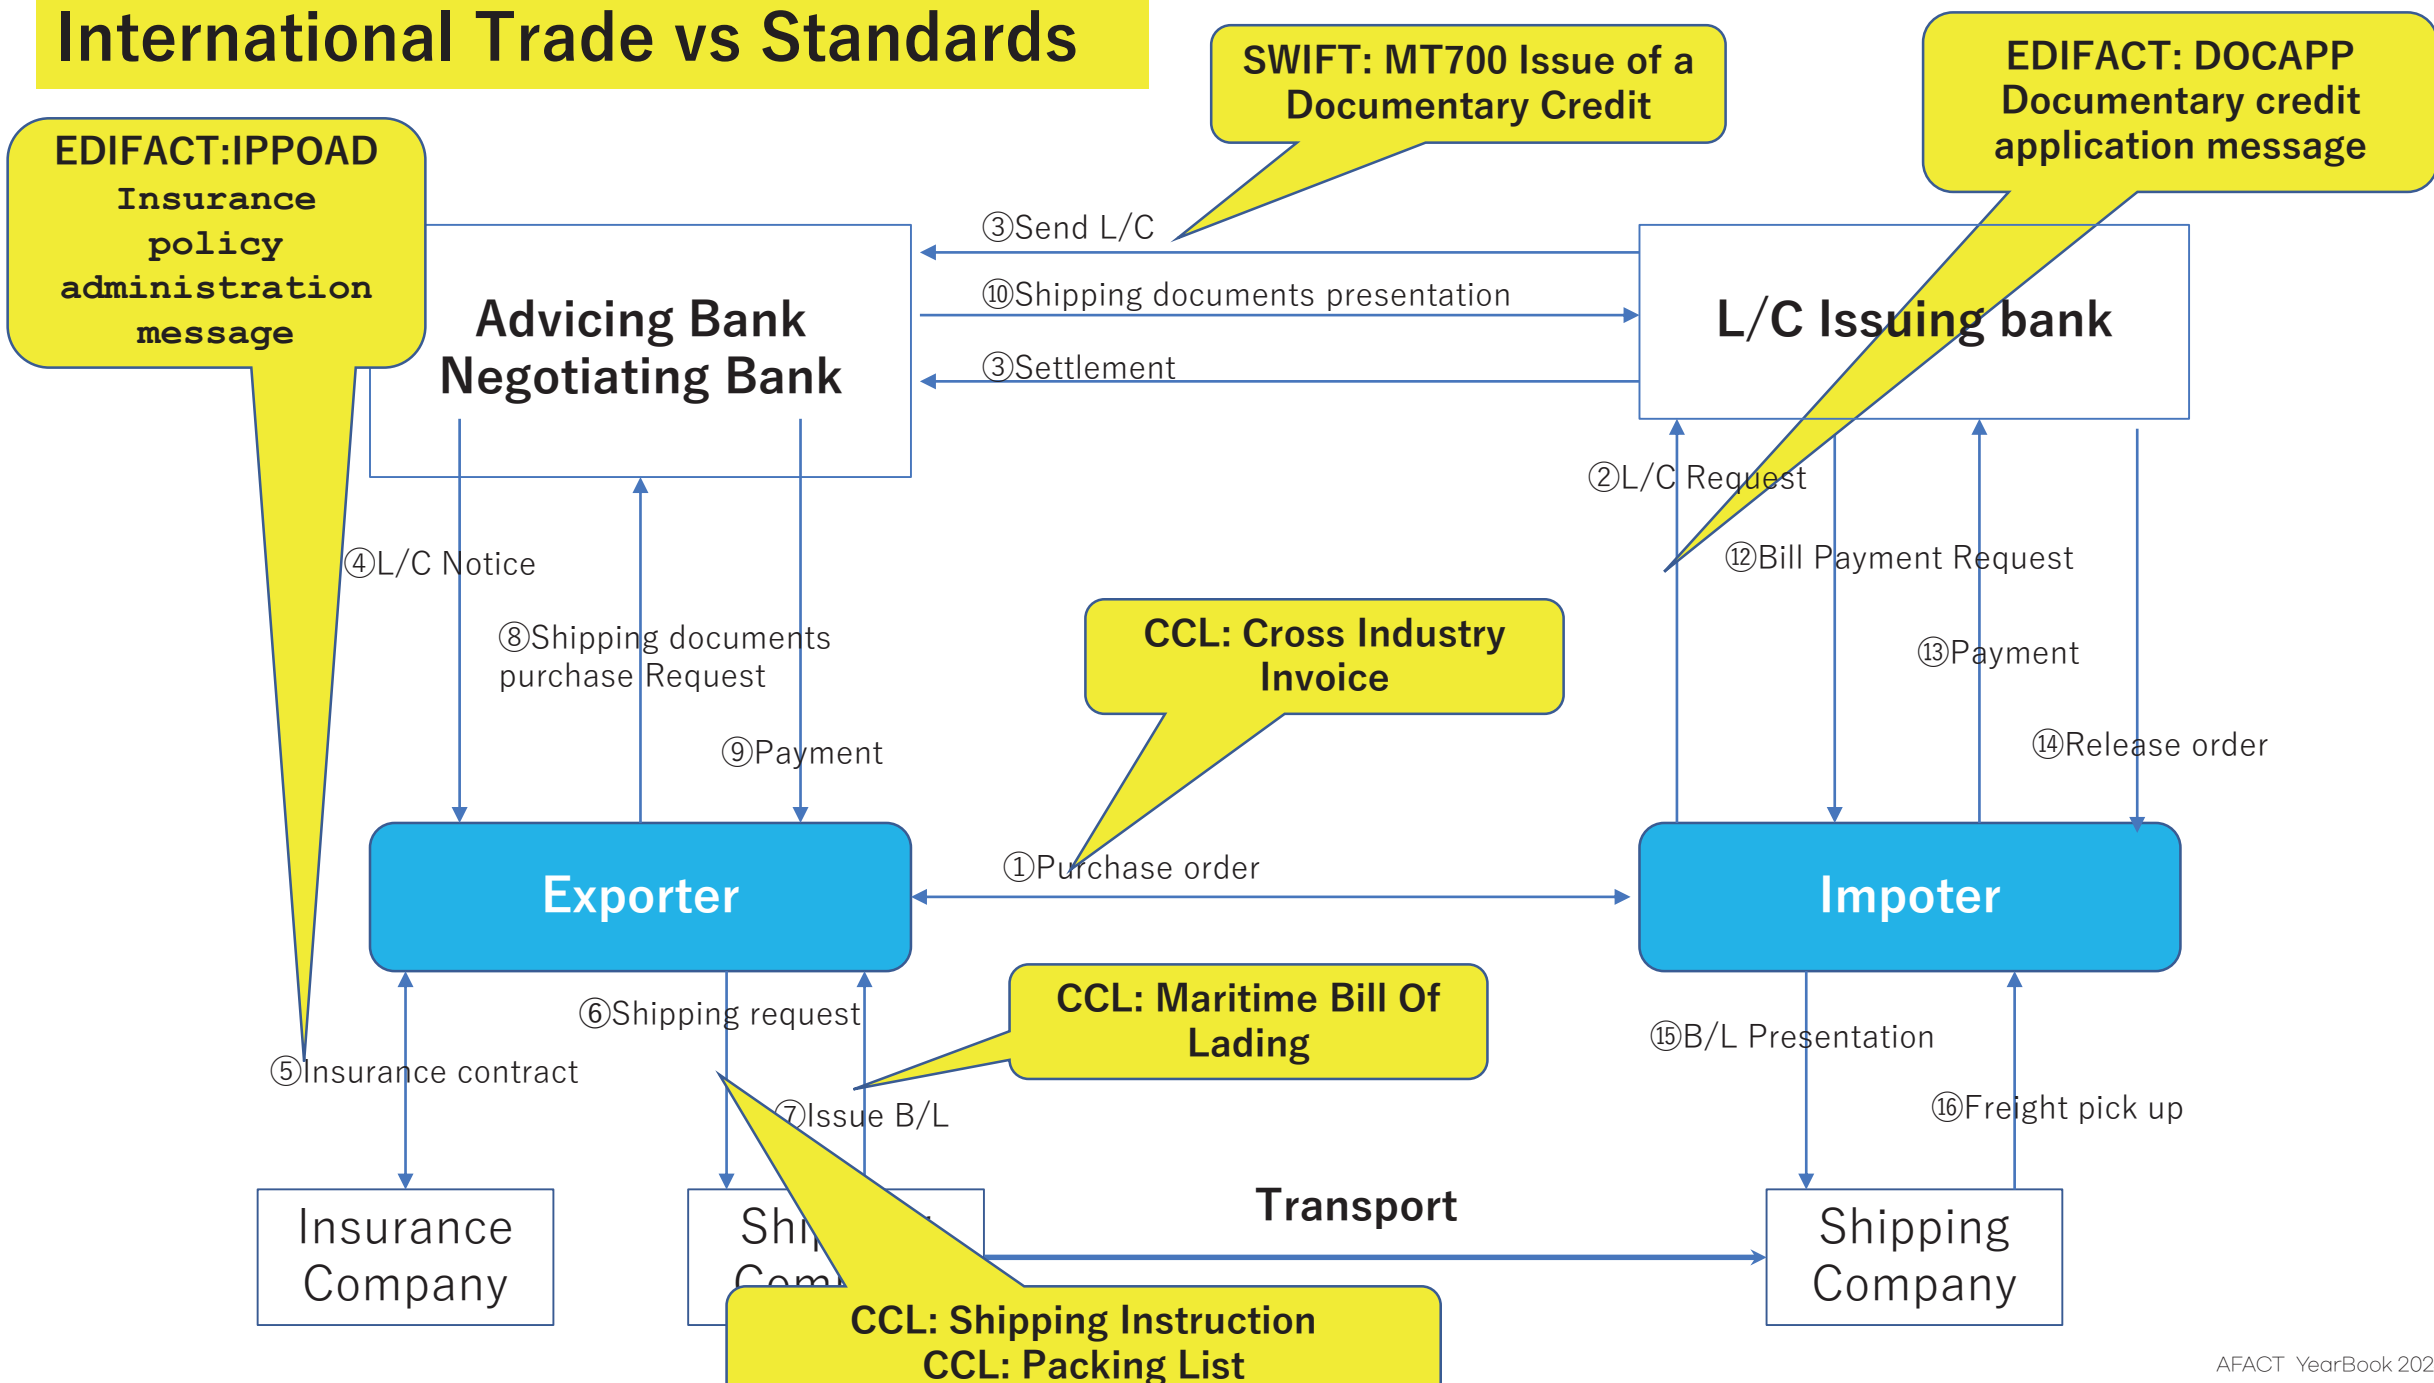 International Trade vs Standards
SWIFT: MT700 Issue of a
Documentary Credit
EDIFACT: DOCAPP
Documentary credit
application message
EDIFACT:IPPOAD
Insurance
policy
administration
message
③Send L/C
⑩Shipping documents presentation
③Settlement
Advicing Bank
Negotiating Bank
L/C Issuing bank
②L/C Request
④L/C Notice
⑫Bill Payment Request
⑧Shipping documents
purchase Request
CCL: Cross Industry
Invoice
⑬Payment
⑨Payment
⑭Release order
①Purchase order
Exporter
Impoter
⑥Shipping request
CCL: Maritime Bill Of
Lading
⑮B/L Presentation
⑤Insurance contract
⑦Issue B/L
⑯Freight pick up
Transport
Insurance
Company
Shipping
Company
CCL: Shipping Instruction
CCL: Packing List
AFACT YearBook 202